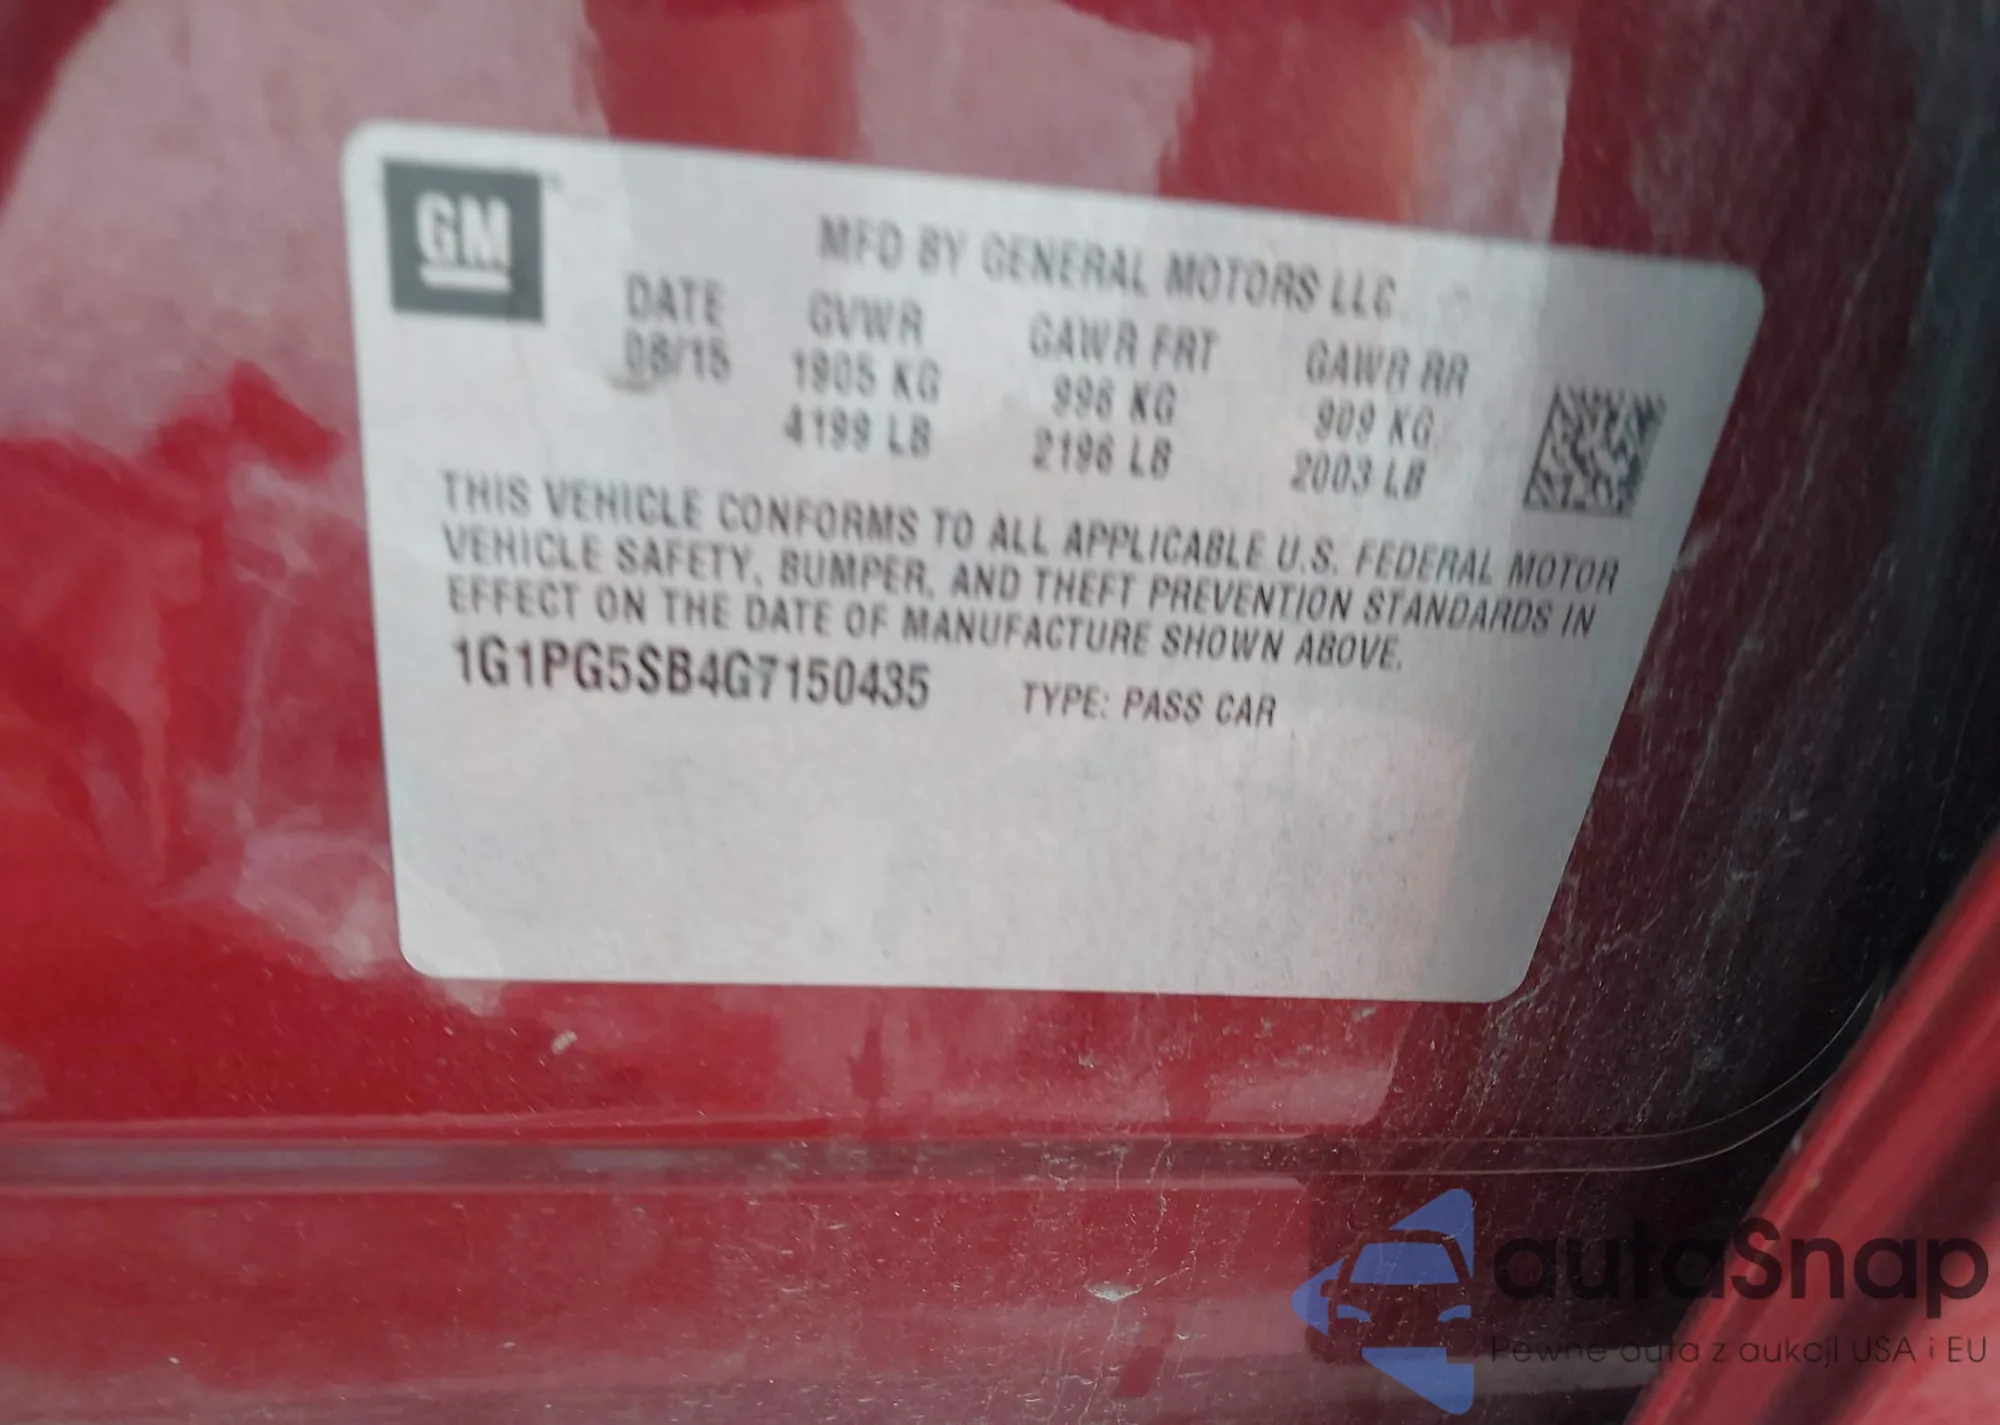 GM
MFD BY GENERAL MOTORS LLC
DATE GVWR GAWR FRT GAWR RR
08/15 1905 KG 996 KG 909 KG
4199 LB 2196 LB 2003 LB
THIS VEHICLE CONFORMS TO ALL APPLICABLE U.S. FEDERAL MOTOR
VEHICLE SAFETY, BUMPER, AND THEFT PREVENTION STANDARDS IN
EFFECT ON THE DATE OF MANUFACTURE SHOWN ABOVE.
1G1PG5SB4G7150435 TYPE: PASS CAR
autaSnap
Pewne auta z aukcji USA i EU